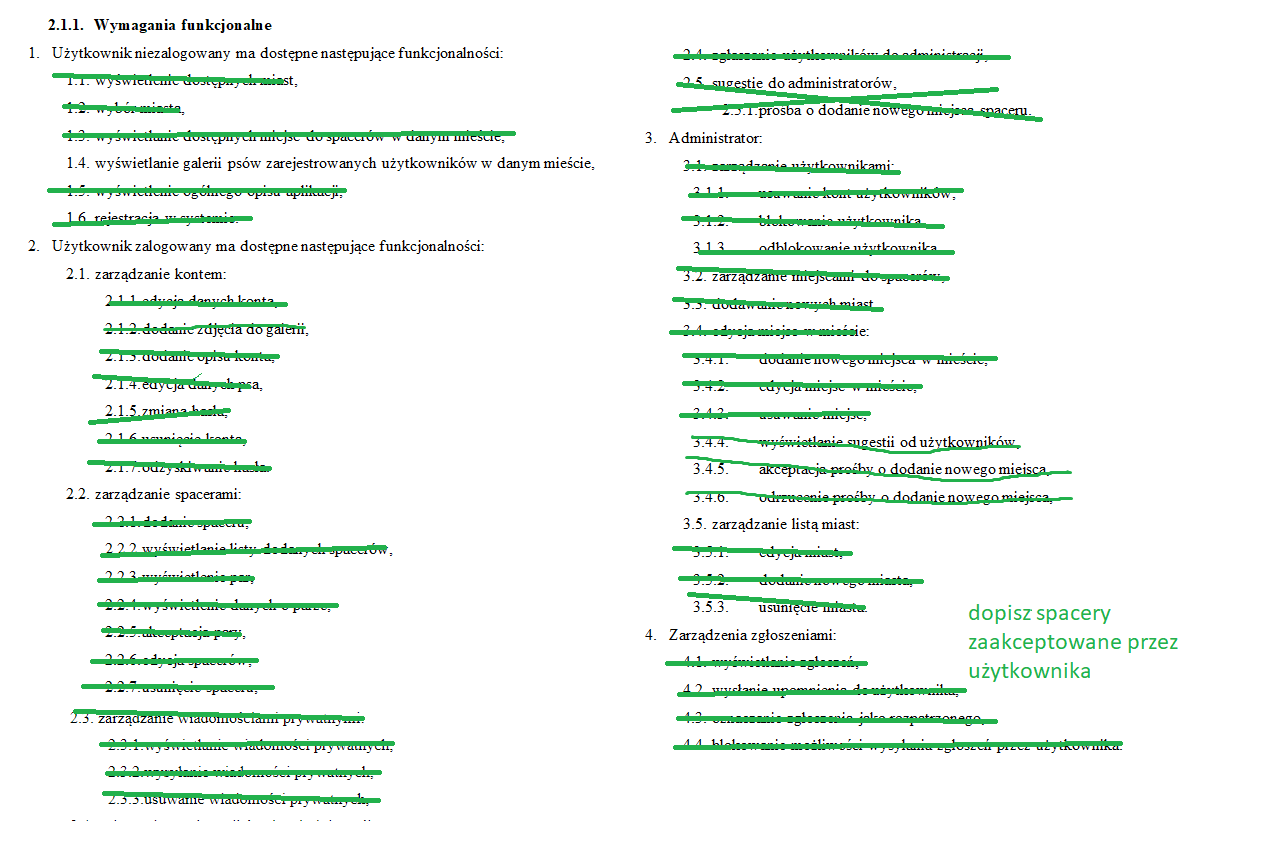 2.1.1. Wymagania funkcjonalne
1. Użytkownik niezalogowany ma dostępne następujące funkcjonalności:
1.1. wyświetlenie dostępnych miast,
1.2. wybór miasta,
1.3. wyświetlanie dostępnych miejsc do spacerów w danym mieście,
1.4. wyświetlanie galerii psów zarejestrowanych użytkowników w danym mieście,
1.5. wyświetlenie ogólnego opisu aplikacji,
1.6. rejestracja w systemie.
2. Użytkownik zalogowany ma dostępne następujące funkcjonalności:
2.1. zarządzanie kontem:
2.1.1. edycja danych konta,
2.1.2. dodanie zdjęcia do galerii,
2.1.3. dodanie opisu konta,
2.1.4. edycja danych psa,
2.1.5. zmiana hasła,
2.1.6. usunięcie konta,
2.1.7. odzyskiwanie hasła.
2.2. zarządzanie spacerami:
2.2.1. dodanie spaceru,
2.2.2. wyświetlanie listy dodanych spacerów,
2.2.3. wyświetlenie par,
2.2.4. wyświetlenie danych o parze,
2.2.5. akceptacja pary,
2.2.6. edycja spacerów,
2.2.7. usunięcie spaceru,
2.3. zarządzanie wiadomościami prywatnymi:
2.3.1. wyświetlanie wiadomości prywatnych,
2.3.2. wysyłanie wiadomości prywatnych,
2.3.3. usuwanie wiadomości prywatnych,
2.4. zgłaszanie użytkowników do administracji,
2.5. sugestie do administratorów,
2.5.1. prośba o dodanie nowego miejsca spaceru.
3. Administrator:
3.1. zarządzanie użytkownikami:
3.1.1. usuwanie kont użytkowników,
3.1.2. blokowanie użytkownika,
3.1.3. odblokowanie użytkownika.
3.2. zarządzanie miejscami do spacerów,
3.3. dodawanie nowych miast,
3.4. edycja miejsc w mieście:
3.4.1. dodanie nowego miejsca w mieście,
3.4.2. edycja miejsc w mieście,
3.4.3. usuwanie miejsc,
3.4.4. wyświetlanie sugestii od użytkowników,
3.4.5. akceptacja prośby o dodanie nowego miejsca,
3.4.6. odrzucenie prośby o dodanie nowego miejsca,
3.5. zarządzanie listą miast:
3.5.1. edycja miast,
3.5.2. dodanie nowego miasta,
3.5.3. usunięcie miasta.
dopisz spacery
zaakceptowane przez
użytkownika
4. Zarządzenia zgłoszeniami:
4.1. wyświetlanie zgłoszeń,
4.2. wysłanie upomnienia do użytkownika,
4.3. oznaczanie zgłoszenia jako rozpatrzonego,
4.4. blokowanie możliwości wysyłania zgłoszeń przez użytkownika.